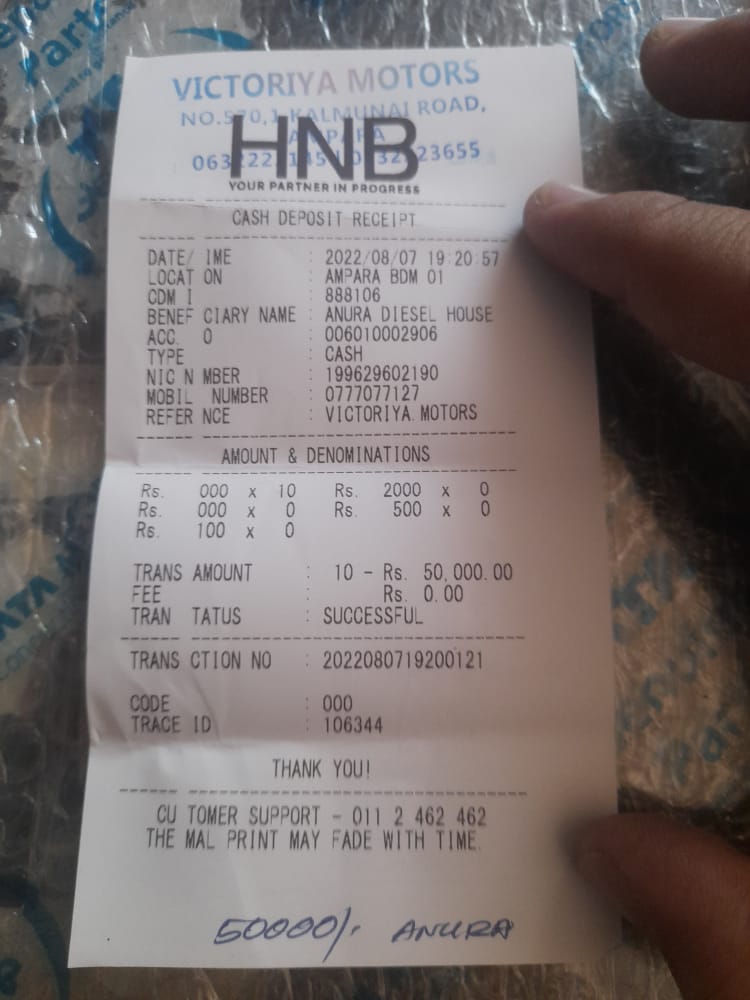 VICTORIYA MOTORS
NO.570,1 KALMUNAI ROAD,
AMPARA
HNB
YOUR PARTNER IN PROGRESS
CASH DEPOSIT RECEIPT
DATE/ IME : 2022/08/07 19:20:57
LOCAT ON : AMPARA BDM 01
CDM I : 888106
BENEF CIARY NAME : ANURA DIESEL HOUSE
ACC. O : 006010002906
TYPE : CASH
NIC N MBER : 199629602190
MOBIL NUMBER : 0777077127
REFER NCE : VICTORIYA MOTORS
AMOUNT & DENOMINATIONS
Rs. 000 x 10 Rs. 2000 x 0
Rs. 000 x 0 Rs. 500 x 0
Rs. 100 x 0
TRANS AMOUNT : 10 - Rs. 50,000.00
FEE : Rs. 0.00
TRAN TATUS : SUCCESSFUL
TRANS CTION NO : 2022080719200121
CODE : 000
TRACE ID : 106344
THANK YOU!
CU TOMER SUPPORT - 011 2 462 462
THE MAL PRINT MAY FADE WITH TIME.
50000/- ANURA